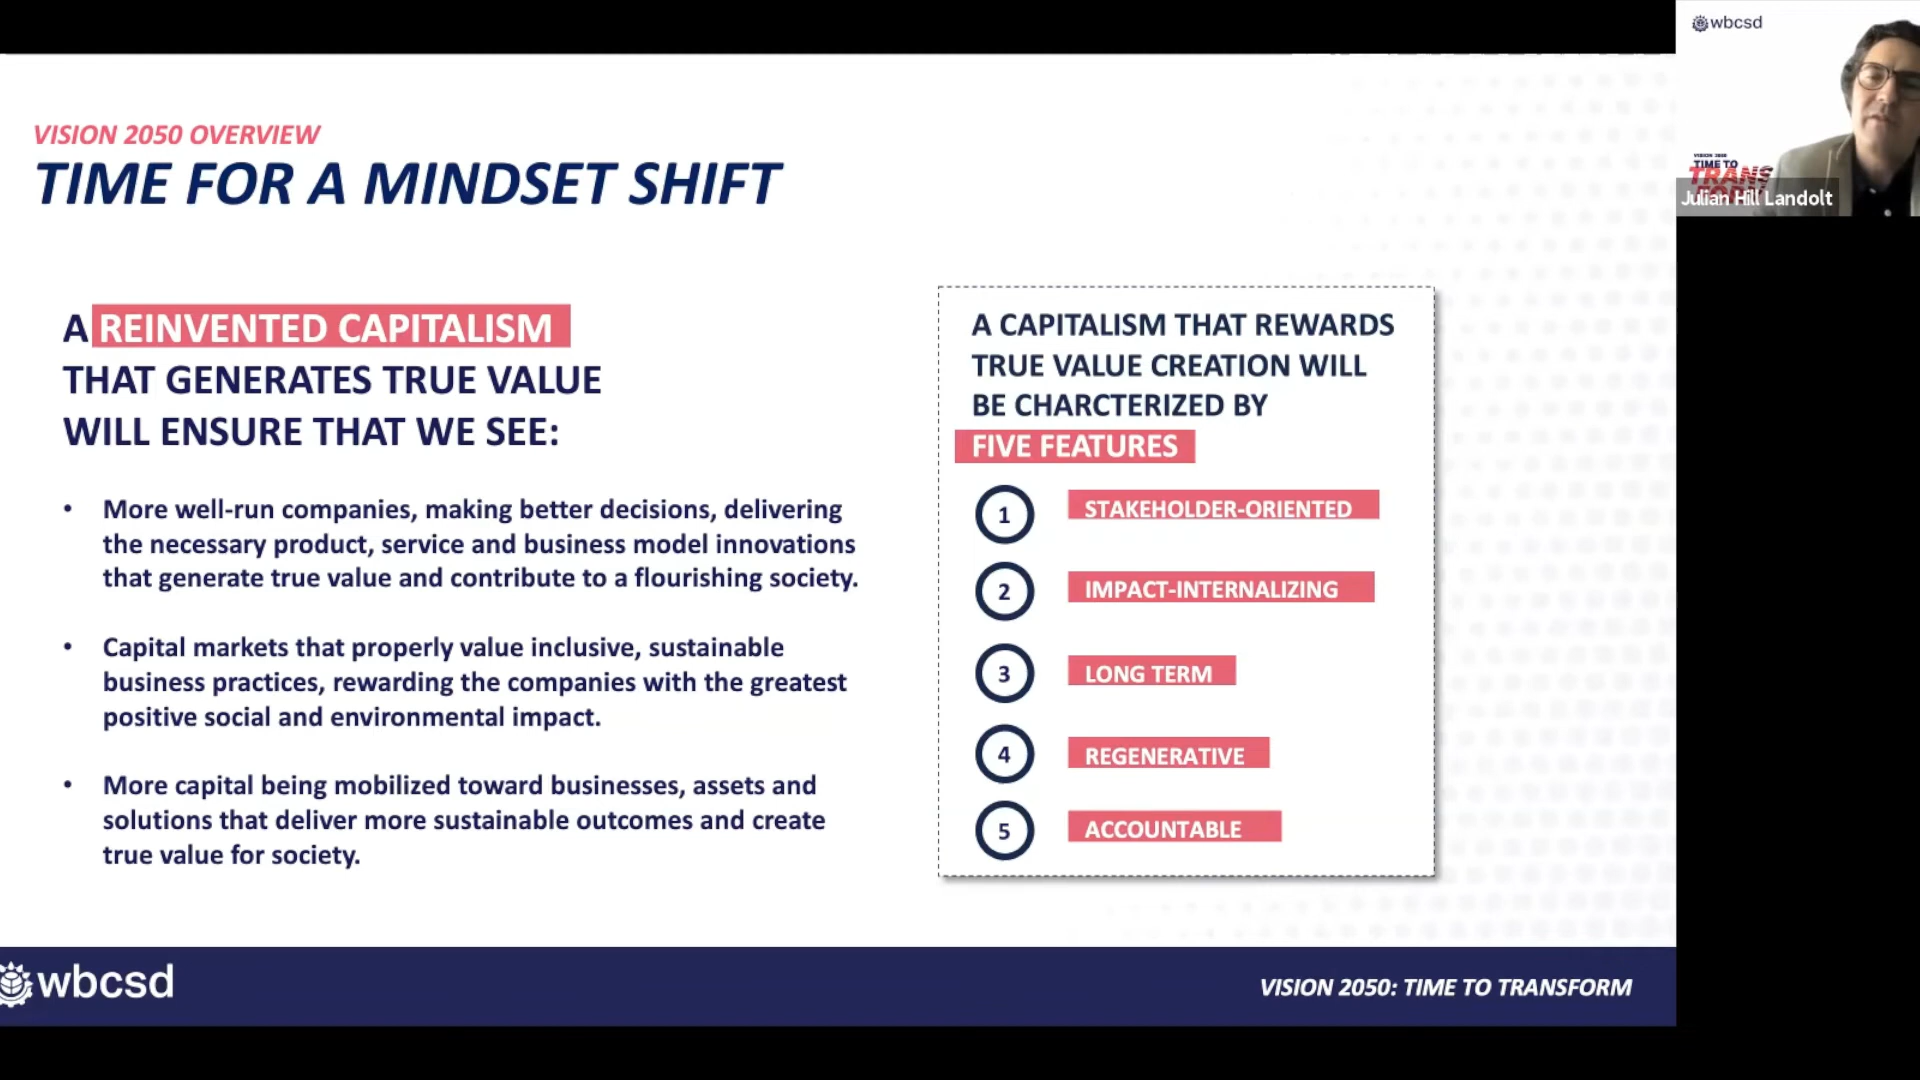 VISION 2050 OVERVIEW
TIME FOR A MINDSET SHIFT
A REINVENTED CAPITALISM
THAT GENERATES TRUE VALUE
WILL ENSURE THAT WE SEE:
• More well-run companies, making better decisions, delivering
the necessary product, service and business model innovations
that generate true value and contribute to a flourishing society.
• Capital markets that properly value inclusive, sustainable
business practices, rewarding the companies with the greatest
positive social and environmental impact.
• More capital being mobilized toward businesses, assets and
solutions that deliver more sustainable outcomes and create
true value for society.
A CAPITALISM THAT REWARDS
TRUE VALUE CREATION WILL
BE CHARCTERIZED BY
FIVE FEATURES
1 STAKEHOLDER-ORIENTED
2 IMPACT-INTERNALIZING
3 LONG TERM
4 REGENERATIVE
5 ACCOUNTABLE
wbcsd
VISION 2050: TIME TO TRANSFORM
wbcsd
VISION 2050
TIME TO
TRANS
Julian Hill Landolt